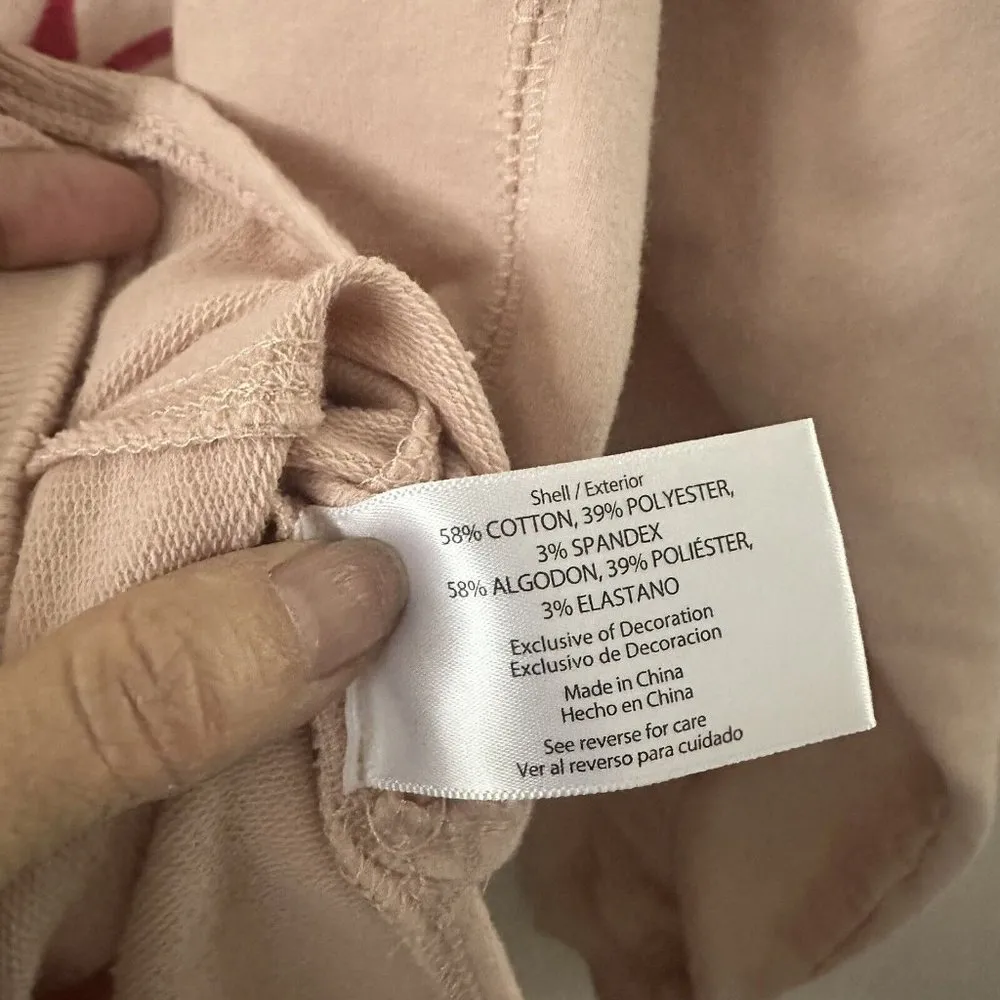 Shell / Exterior
58% COTTON, 39% POLYESTER,
3% SPANDEX
58% ALGODON, 39% POLIÉSTER,
3% ELASTANO
Exclusive of Decoration
Exclusivo de Decoracion
Made in China
Hecho en China
See reverse for care
Ver al reverso para cuidado